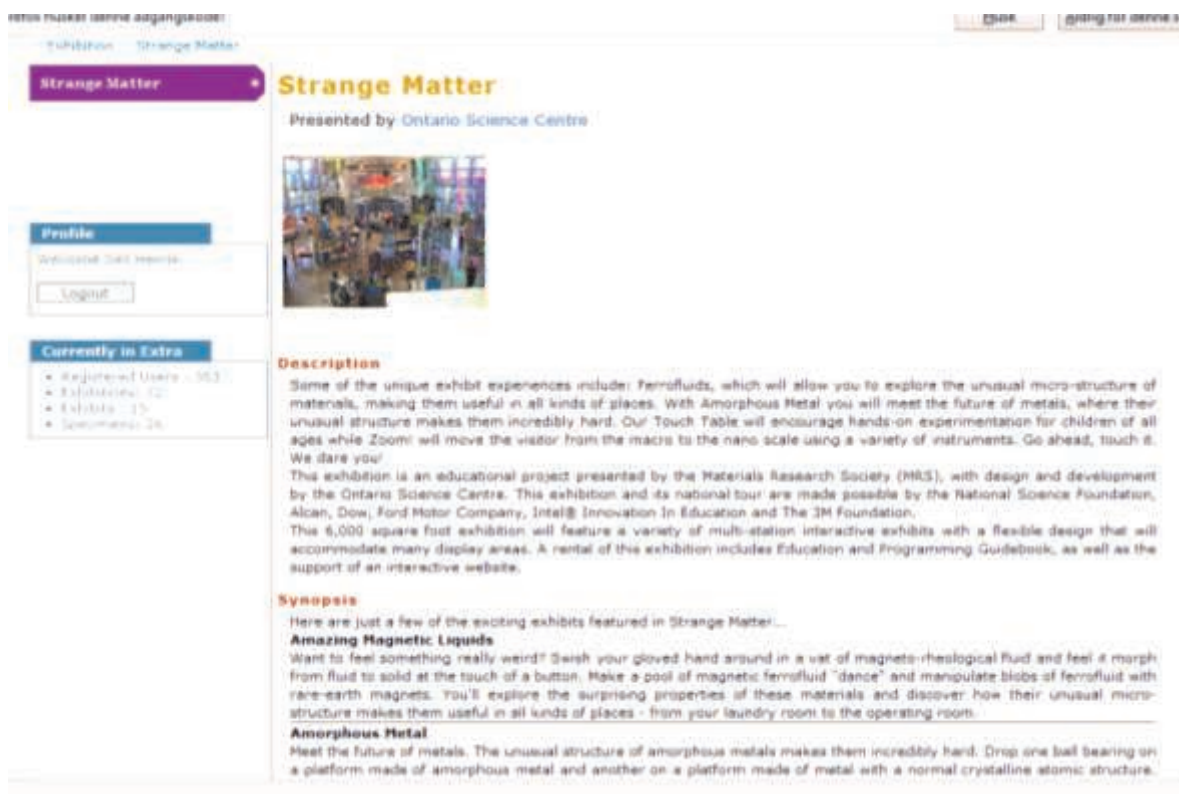 denne adgangskode!
Husk
Aldrig for denne s
Exhibition Strange Matter
Strange Matter
Strange Matter
Presented by Ontario Science Centre
Profile
Logout
Currently in Extra
Registered Users
Exhibitions
Exhibits
Specimens
Description
Some of the unique exhibit experiences include: Ferrofluids, which will allow you to explore the unusual micro-structure of
materials, making them useful in all kinds of places. With Amorphous Metal you will meet the future of metals, where their
unusual structure makes them incredibly hard. Our Touch Table will encourage hands-on experimentation for children of all
ages while Zoom! will move the visitor from the macro to the nano scale using a variety of instruments. Go ahead, touch it.
We dare you!
This exhibition is an educational project presented by the Materials Research Society (MRS), with design and development
by the Ontario Science Centre. This exhibition and its national tour are made possible by the National Science Foundation,
Alcan, Dow, Ford Motor Company, Intel® Innovation In Education and The 3M Foundation.
This 6,000 square foot exhibition will feature a variety of multi-station interactive exhibits with a flexible design that will
accommodate many display areas. A rental of this exhibition includes Education and Programming Guidebook, as well as the
support of an interactive website.
Synopsis
Here are just a few of the exciting exhibits featured in Strange Matter...
Amazing Magnetic Liquids
Want to feel something really weird? Swish your gloved hand around in a vat of magneto-rheological fluid and feel it morph
from fluid to solid at the touch of a button. Make a pool of magnetic ferrofluid "dance" and manipulate blobs of ferrofluid with
rare-earth magnets. You'll explore the surprising properties of these materials and discover how their unusual micro-
structure makes them useful in all kinds of places - from your laundry room to the operating room.
Amorphous Metal
Meet the future of metals. The unusual structure of amorphous metals makes them incredibly hard. Drop one ball bearing on
a platform made of amorphous metal and another on a platform made of metal with a normal crystalline atomic structure.